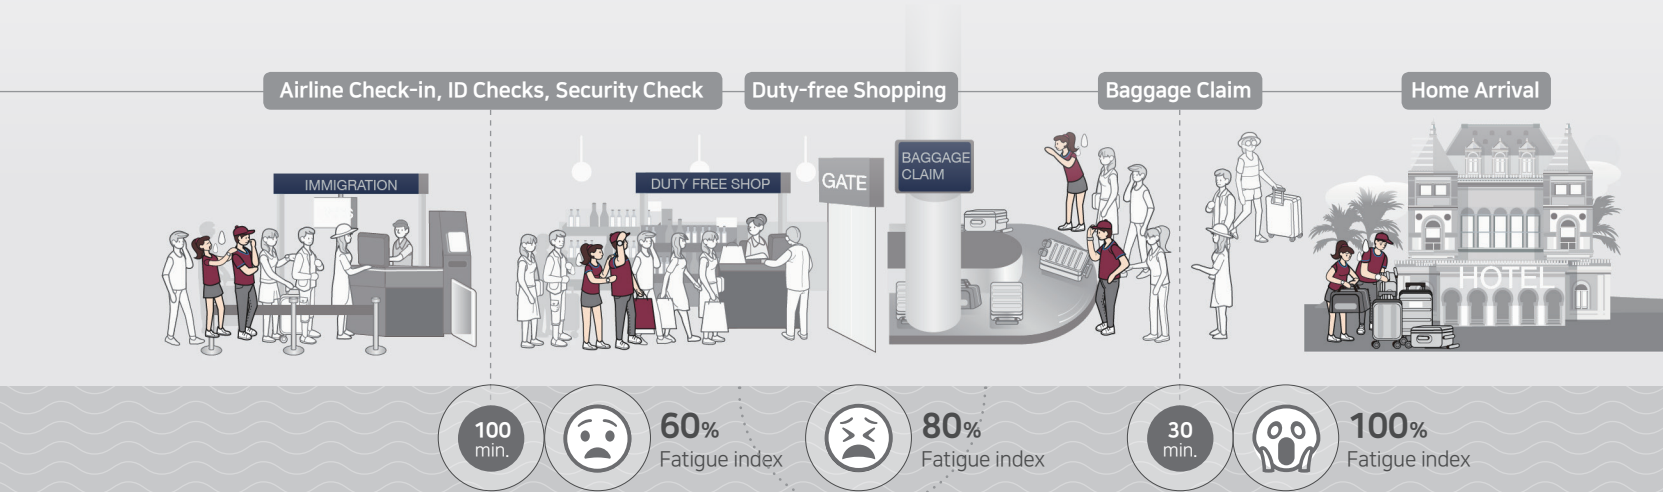 Airline Check-in, ID Checks, Security Check
Duty-free Shopping
Baggage Claim
Home Arrival
IMMIGRATION
DUTY FREE SHOP
GATE
BAGGAGE
CLAIM
HOTEL
100
min.
60%
Fatigue index
80%
Fatigue index
30
min.
100%
Fatigue index